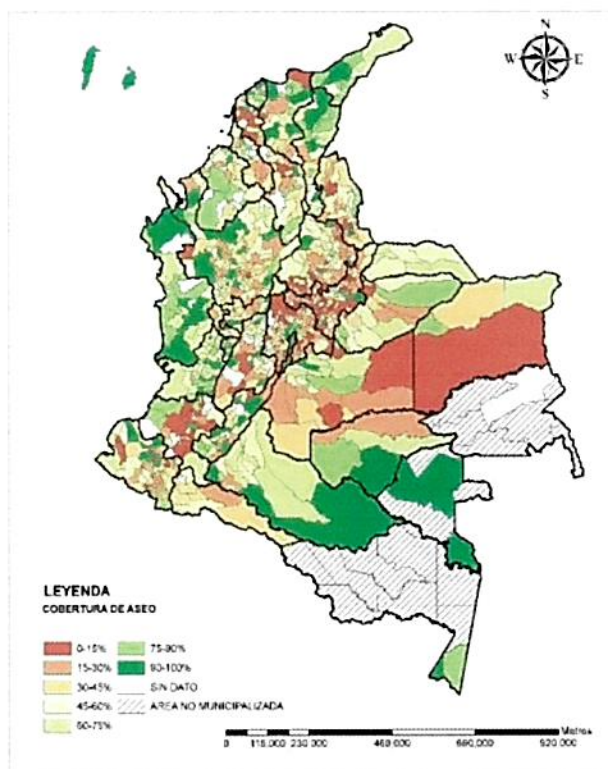 N
W E
S
LEYENDA
COBERTURA DE ASEO
0-15%
15-30%
30-45%
45-60%
60-75%
75-90%
90-100%
SIN DATO
ÁREA NO MUNICIPALIZADA
Metros
0 115.000 230.000 460.000 690.000 920.000